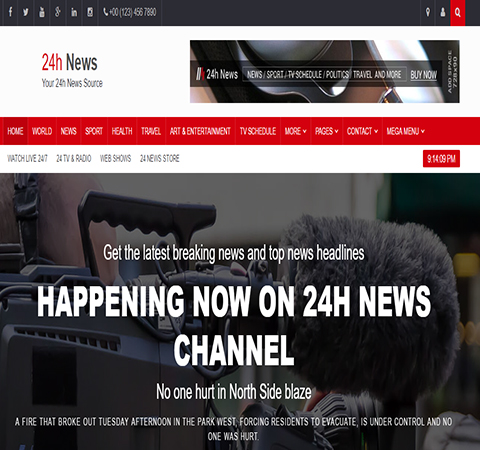 +00 (123) 456 7890
24h News
Your 24h News Source
// 24h News NEWS / SPORT / TV SCHEDULE / POLITICS / TRAVEL AND MORE BUY NOW
ADD SPACE
728x90
HOME WORLD NEWS SPORT HEALTH TRAVEL ART & ENTERTAINMENT TV SCHEDULE MORE PAGES CONTACT MEGA MENU
WATCH LIVE 24/7 24 TV & RADIO WEB SHOWS 24 NEWS STORE 9:14:09 PM
Get the latest breaking news and top news headlines
HAPPENING NOW ON 24H NEWS
CHANNEL
No one hurt in North Side blaze
A FIRE THAT BROKE OUT TUESDAY AFTERNOON IN THE PARK WEST, FORCING RESIDENTS TO EVACUATE, IS UNDER CONTROL AND NO
ONE WAS HURT.